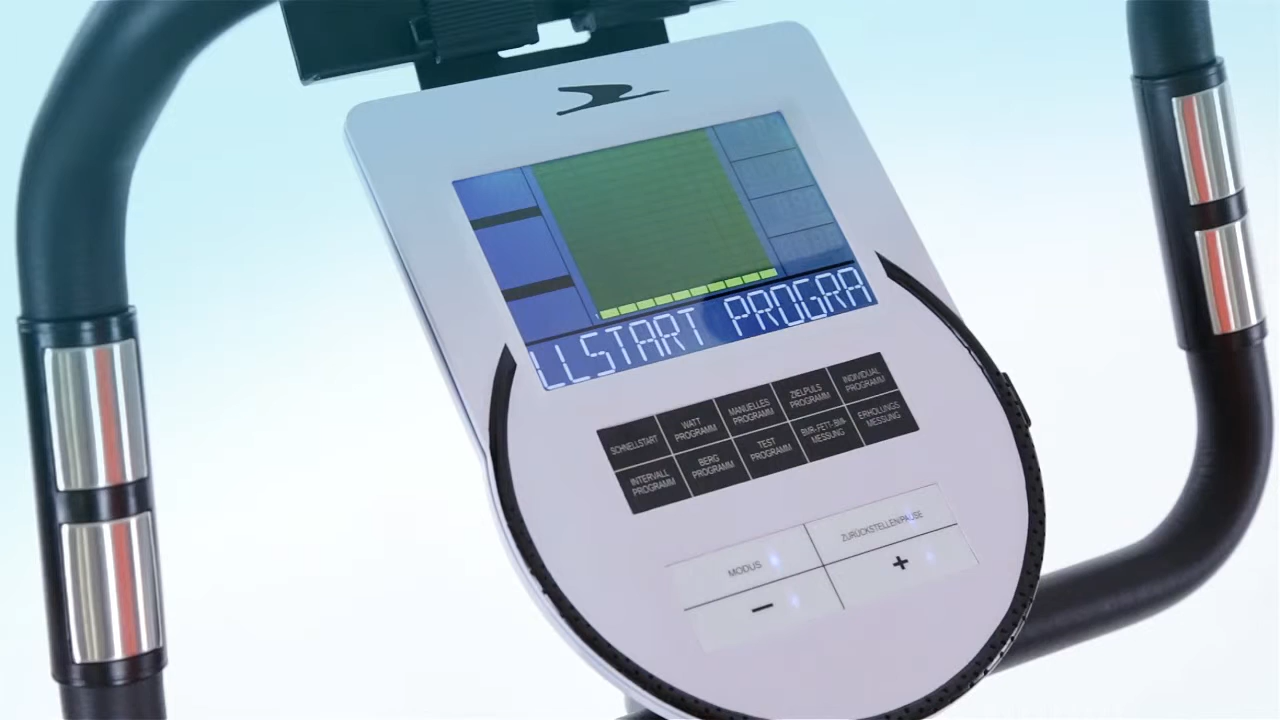 LLSTART PROGRA
SCHNELLSTART
WATT
PROGRAMM
MANUELLES
PROGRAMM
ZIELPULS
PROGRAMM
INDIVIDUAL
PROGRAMM
INTERVALL
PROGRAMM
BERG
PROGRAMM
TEST
PROGRAMM
BMR-,FETT-,BMI-
MESSUNG
ERHOLUNGS
MESSUNG
MODUS
ZURÜCKSTELLEN/PAUSE
−
+